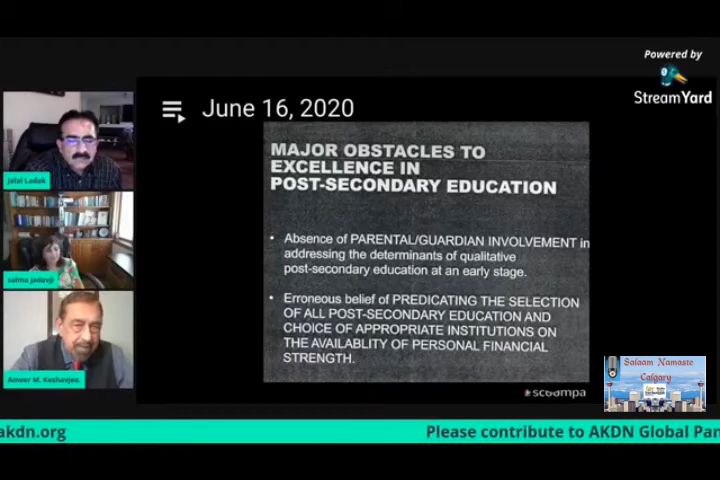 Powered by
StreamYard
June 16, 2020
MAJOR OBSTACLES TO
EXCELLENCE IN
POST-SECONDARY EDUCATION
• Absence of PARENTAL/GUARDIAN INVOLVEMENT in
addressing the determinants of qualitative
post-secondary education at an early stage.
• Erroneous belief of PREDICATING THE SELECTION
OF ALL POST-SECONDARY EDUCATION AND
CHOICE OF APPROPRIATE INSTITUTIONS ON
THE AVAILABLITY OF PERSONAL FINANCIAL
STRENGTH.
Jalal Ladak
salma jadavji
Ameer M. Keshavjee.
scoompa
Salaam Namaste
Calgary
akdn.org
Please contribute to AKDN Global Pan